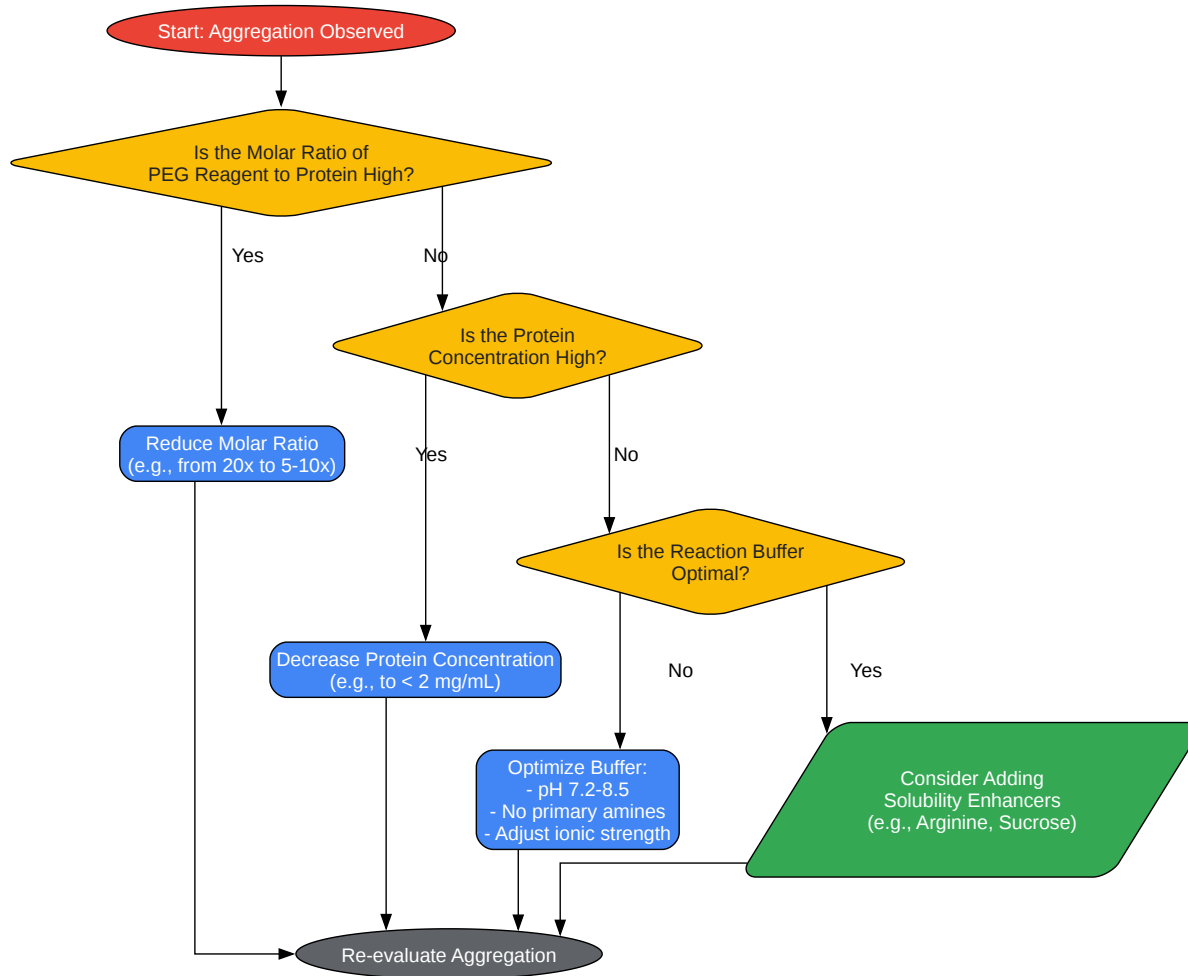 Start: Aggregation Observed
Is the Molar Ratio of
PEG Reagent to Protein High?
Yes
No
Is the Protein
Concentration High?
Reduce Molar Ratio
(e.g., from 20x to 5-10x)
Yes
No
Is the Reaction Buffer
Optimal?
Decrease Protein Concentration
(e.g., to < 2 mg/mL)
No
Yes
Optimize Buffer:
- pH 7.2-8.5
- No primary amines
- Adjust ionic strength
Consider Adding
Solubility Enhancers
(e.g., Arginine, Sucrose)
Re-evaluate Aggregation